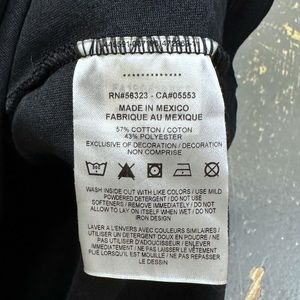 ************
RN#56323 - CA#05553
MADE IN MEXICO
FABRIQUE AU MEXIQUE
57% COTTON / COTON
43% POLYESTER
EXCLUSIVE OF DECORATION / DECORATION
NON COMPRISE
WASH INSIDE OUT WITH LIKE COLORS / USE MILD
POWDERED DETERGENT / DO NOT USE
SOFTENERS / REMOVE IMMEDIATELY / DO NOT
ALLOW TO LAY ON ITSELF WHEN WET / DO NOT
IRON DECORATION
LAVER A L'ENVERS AVEC COULEURS SIMILAIRES /
UTILISER UN DETERGENT DOUX EN POUDRE / NE
PAS UTILISER D'ADOUCISSEUR / ENLEVER
IMMEDIATEMENT / NE PAS LAISSER REPOSER
PLIE LORSQU'IL EST MOUILLE / NE PAS REPASSER
LE DESSIN